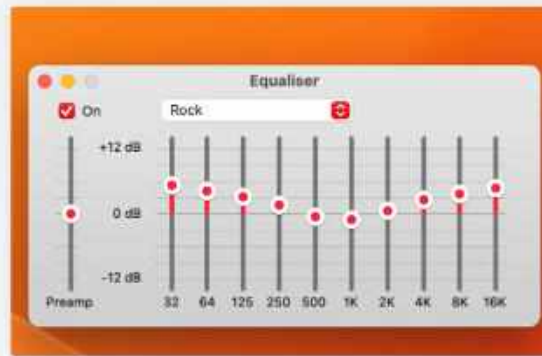 Equaliser
On
Rock
+12 dB
0 dB
-12 dB
Preamp 32 64 125 250 500 1K 2K 4K 8K 16K